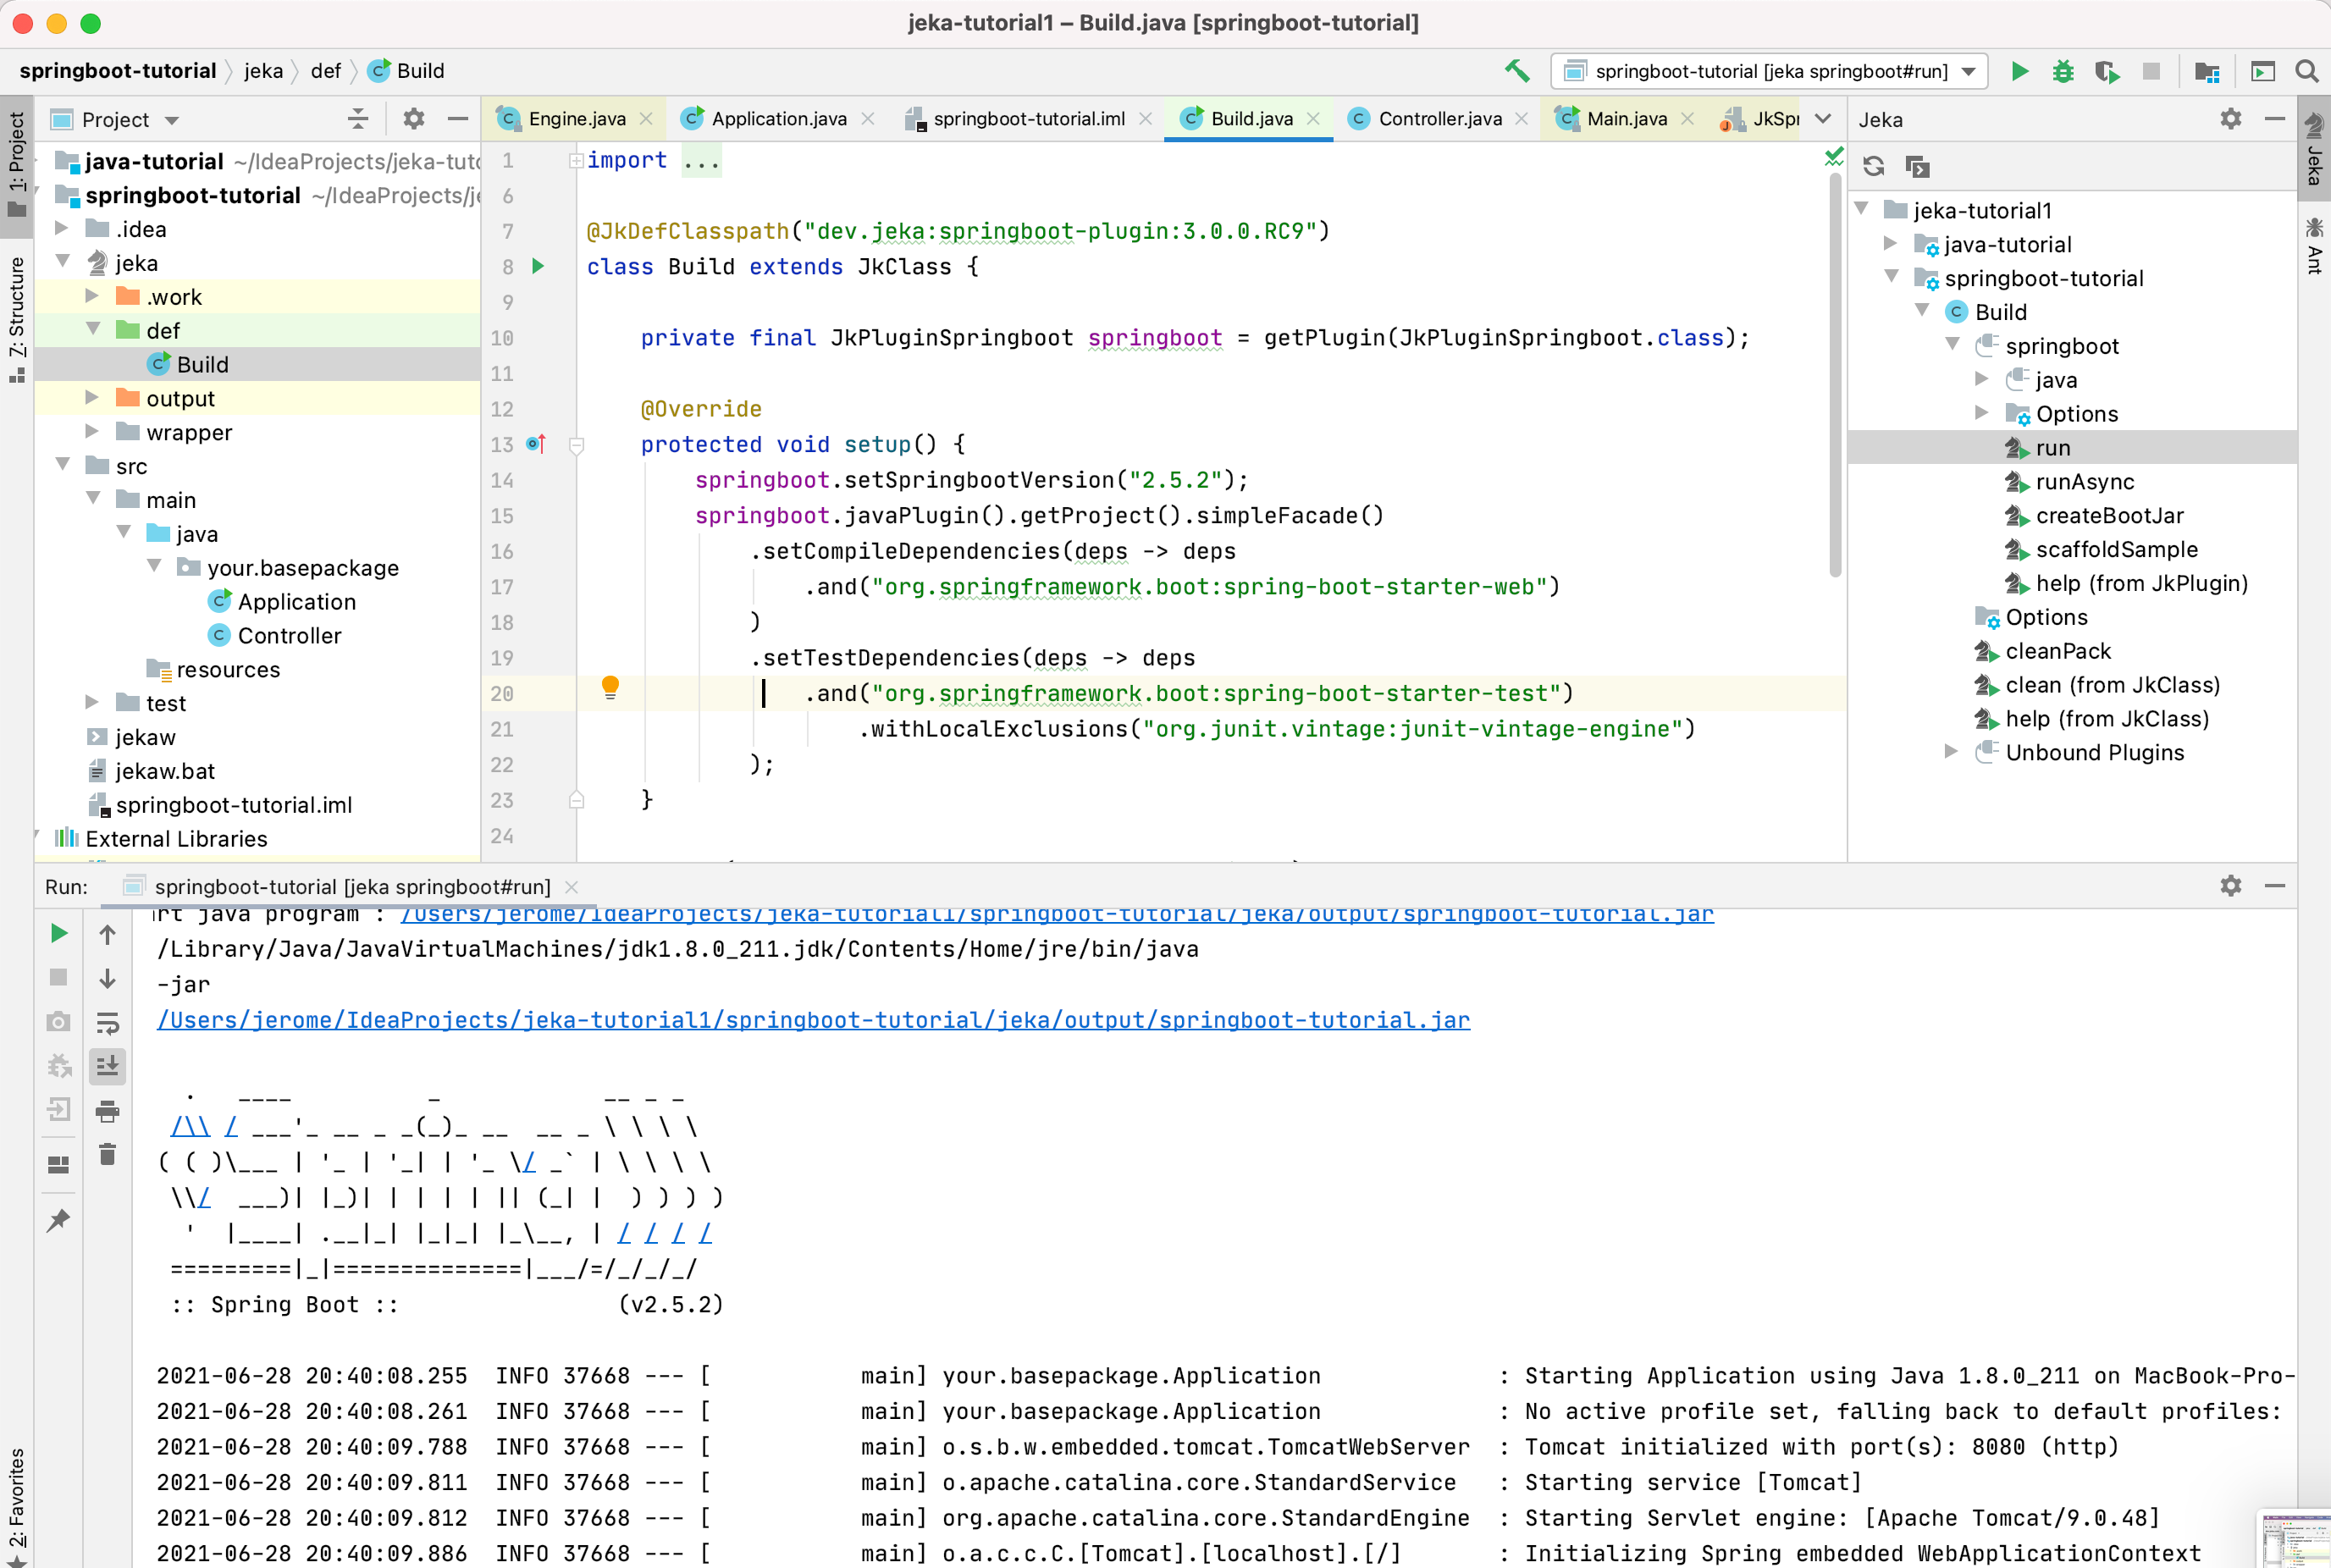 jeka-tutorial1 – Build.java [springboot-tutorial]
springboot-tutorial jeka def Build
springboot-tutorial [jeka springboot#run]
1: Project
7: Structure
2: Favorites
Project
java-tutorial ~/IdeaProjects/jeka-tuto
springboot-tutorial ~/IdeaProjects/je
.idea
jeka
.work
def
Build
output
wrapper
src
main
java
your.basepackage
Application
Controller
resources
test
jekaw
jekaw.bat
springboot-tutorial.iml
External Libraries
Engine.java Application.java springboot-tutorial.iml Build.java Controller.java Main.java JkSpr
1 import ...
6
7 @JkDefClasspath("dev.jeka:springboot-plugin:3.0.0.RC9")
8 class Build extends JkClass {
9
10 private final JkPluginSpringboot springboot = getPlugin(JkPluginSpringboot.class);
11
12 @Override
13 protected void setup() {
14 springboot.setSpringbootVersion("2.5.2");
15 springboot.javaPlugin().getProject().simpleFacade()
16 .setCompileDependencies(deps -> deps
17 .and("org.springframework.boot:spring-boot-starter-web")
18 )
19 .setTestDependencies(deps -> deps
20 .and("org.springframework.boot:spring-boot-starter-test")
21 .withLocalExclusions("org.junit.vintage:junit-vintage-engine")
22 );
23 }
24
Jeka
jeka-tutorial1
java-tutorial
springboot-tutorial
Build
springboot
java
Options
run
runAsync
createBootJar
scaffoldSample
help (from JkPlugin)
Options
cleanPack
clean (from JkClass)
help (from JkClass)
Unbound Plugins
Jeka
Ant
Run: springboot-tutorial [jeka springboot#run]
rt java program : /Users/jerome/IdeaProjects/jeka-tutorial1/springboot-tutorial/jeka/output/springboot-tutorial.jar
/Library/Java/JavaVirtualMachines/jdk1.8.0_211.jdk/Contents/Home/jre/bin/java
-jar
/Users/jerome/IdeaProjects/jeka-tutorial1/springboot-tutorial/jeka/output/springboot-tutorial.jar
  .   ____          _            __ _ _
 /\\ / ___'_ __ _ _(_)_ __  __ _ \ \ \ \
( ( )\___ | '_ | '_| | '_ \/ _` | \ \ \ \
 \\/  ___)| |_)| | | | | || (_| |  ) ) ) )
  '  |____| .__|_| |_|_| |_\__, | / / / /
 =========|_|==============|___/=/_/_/_/
 :: Spring Boot ::                (v2.5.2)
2021-06-28 20:40:08.255  INFO 37668 --- [           main] your.basepackage.Application             : Starting Application using Java 1.8.0_211 on MacBook-Pro-
2021-06-28 20:40:08.261  INFO 37668 --- [           main] your.basepackage.Application             : No active profile set, falling back to default profiles:
2021-06-28 20:40:09.788  INFO 37668 --- [           main] o.s.b.w.embedded.tomcat.TomcatWebServer  : Tomcat initialized with port(s): 8080 (http)
2021-06-28 20:40:09.811  INFO 37668 --- [           main] o.apache.catalina.core.StandardService   : Starting service [Tomcat]
2021-06-28 20:40:09.812  INFO 37668 --- [           main] org.apache.catalina.core.StandardEngine  : Starting Servlet engine: [Apache Tomcat/9.0.48]
2021-06-28 20:40:09.886  INFO 37668 --- [           main] o.a.c.c.C.[Tomcat].[localhost].[/]       : Initializing Spring embedded WebApplicationContext